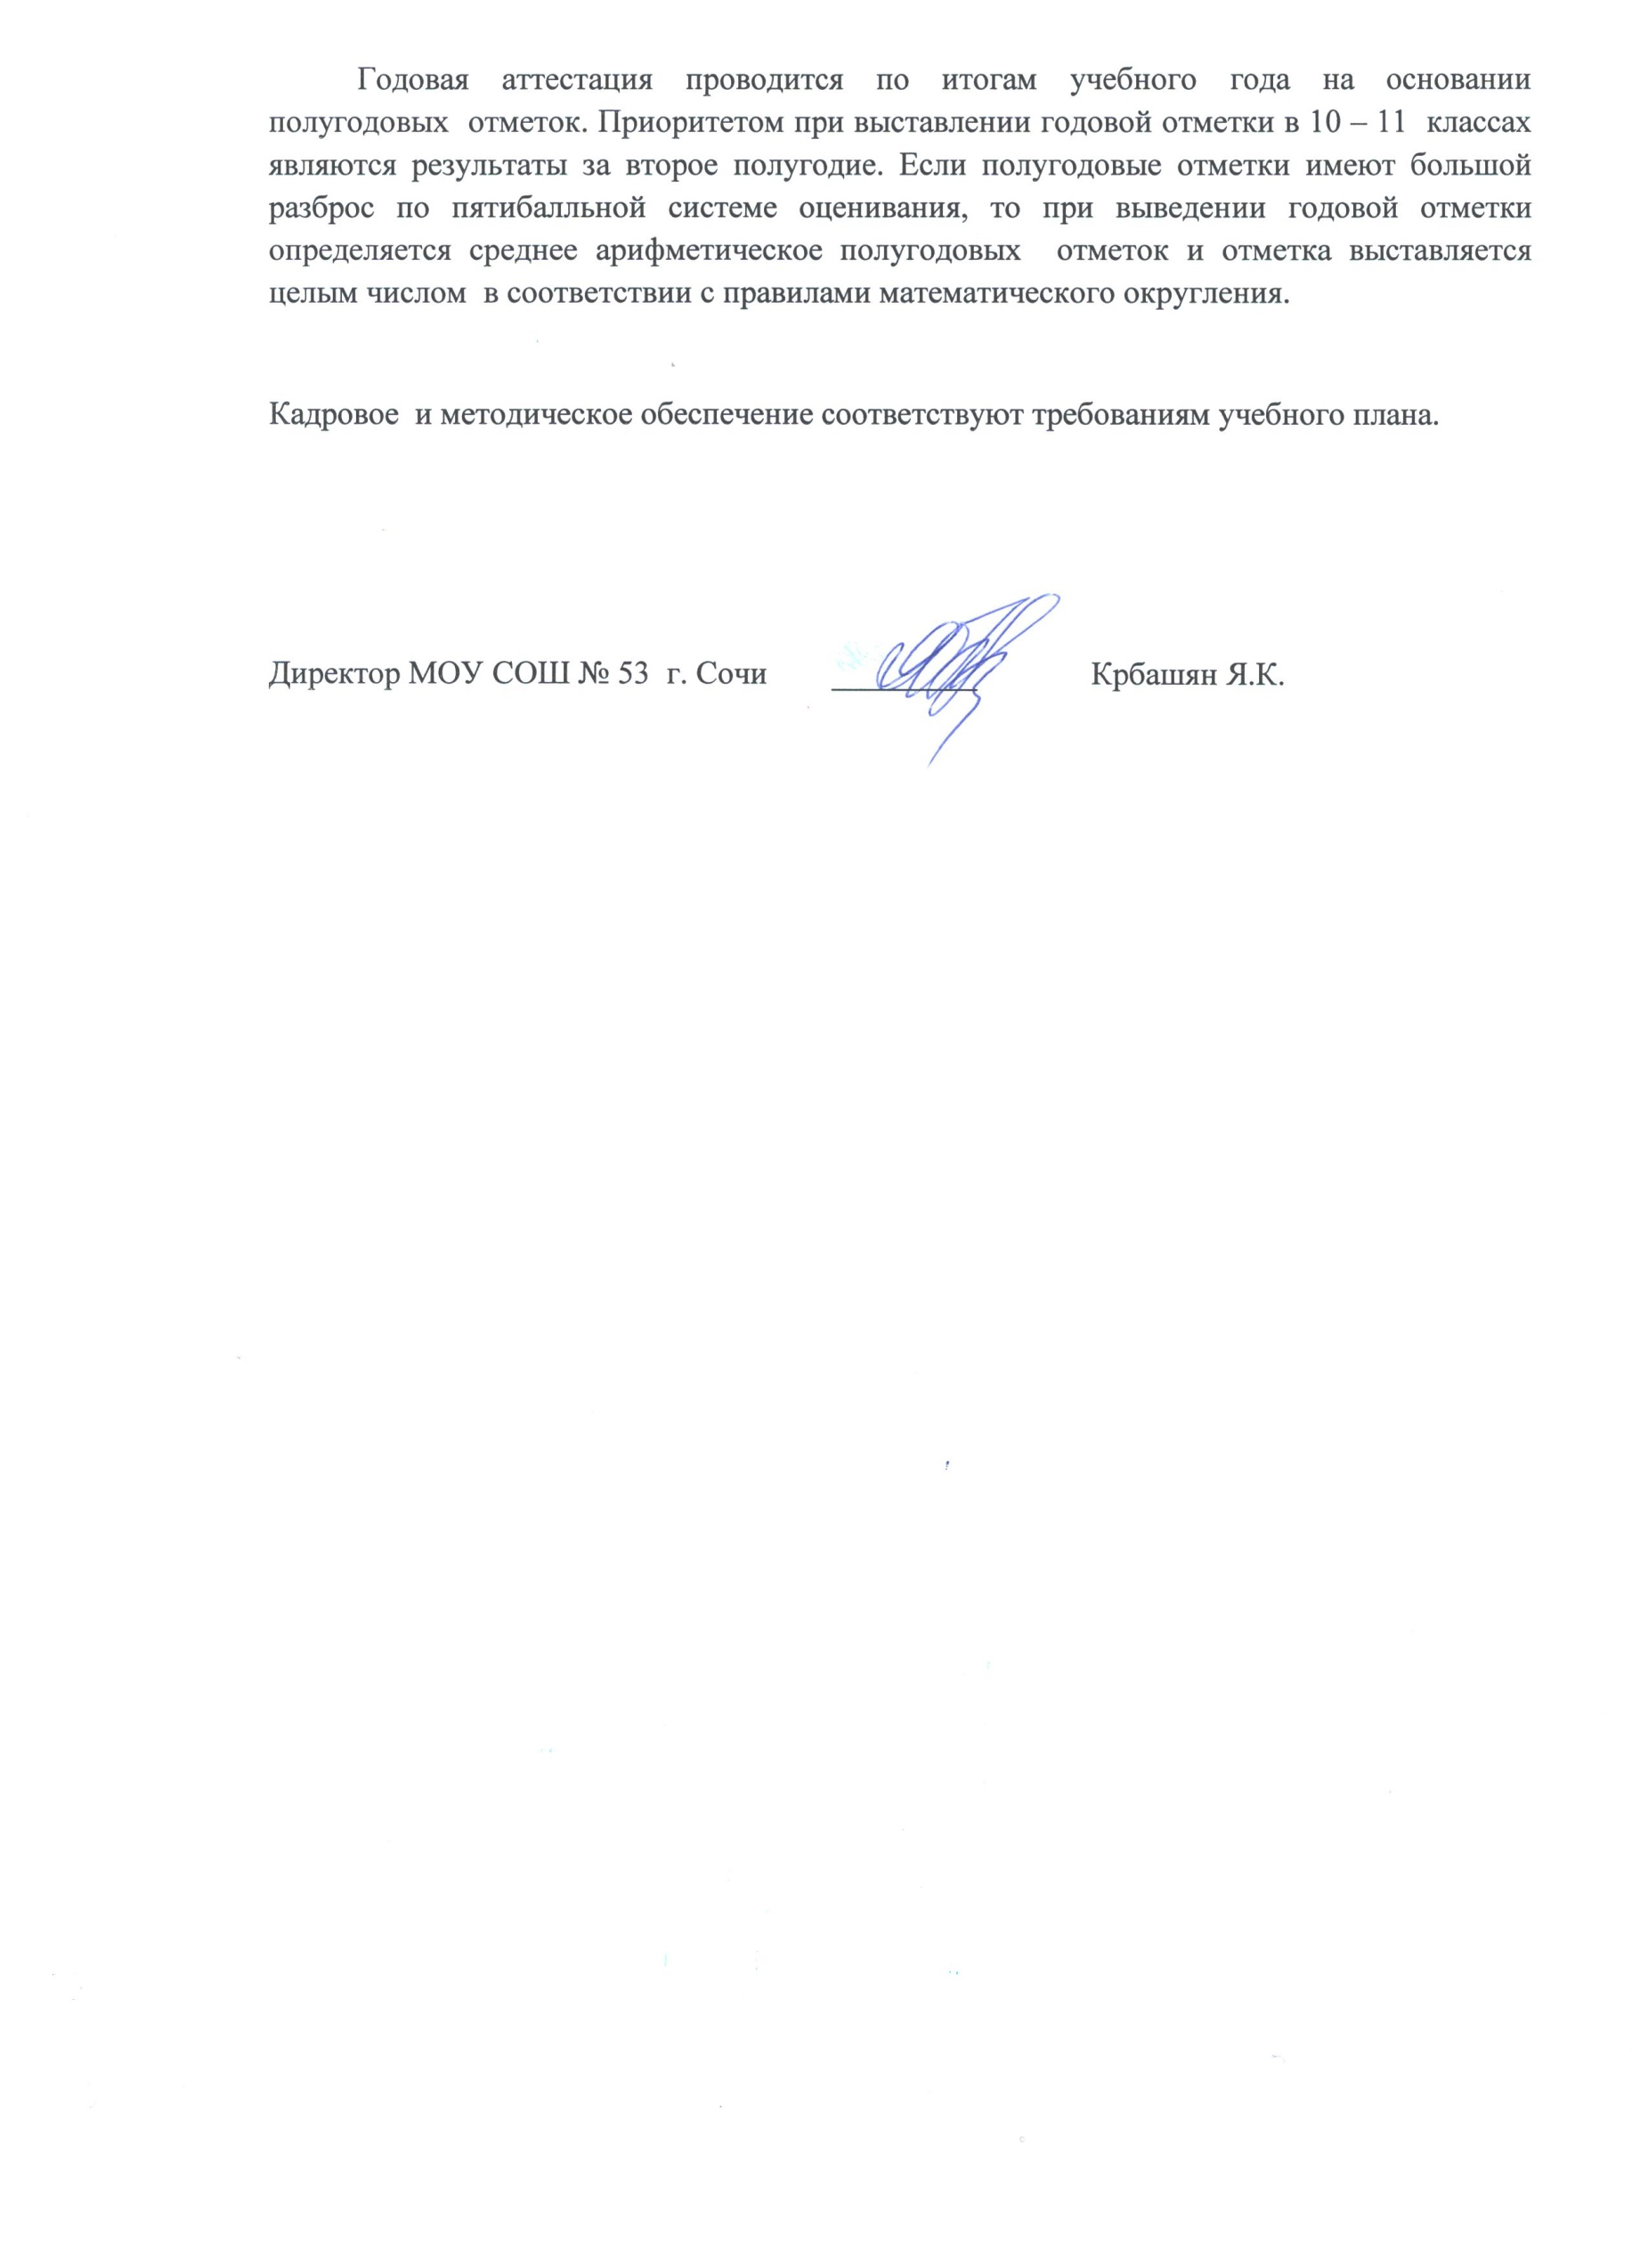 Годовая аттестация проводится по итогам учебного года на основании
полугодовых отметок. Приоритетом при выставлении годовой отметки в 10 – 11 классах
являются результаты за второе полугодие. Если полугодовые отметки имеют большой
разброс по пятибалльной системе оценивания, то при выведении годовой отметки
определяется среднее арифметическое полугодовых отметок и отметка выставляется
целым числом в соответствии с правилами математического округления.
Кадровое и методическое обеспечение соответствуют требованиям учебного плана.
Директор МОУ СОШ № 53 г. Сочи Крбашян Я.К.